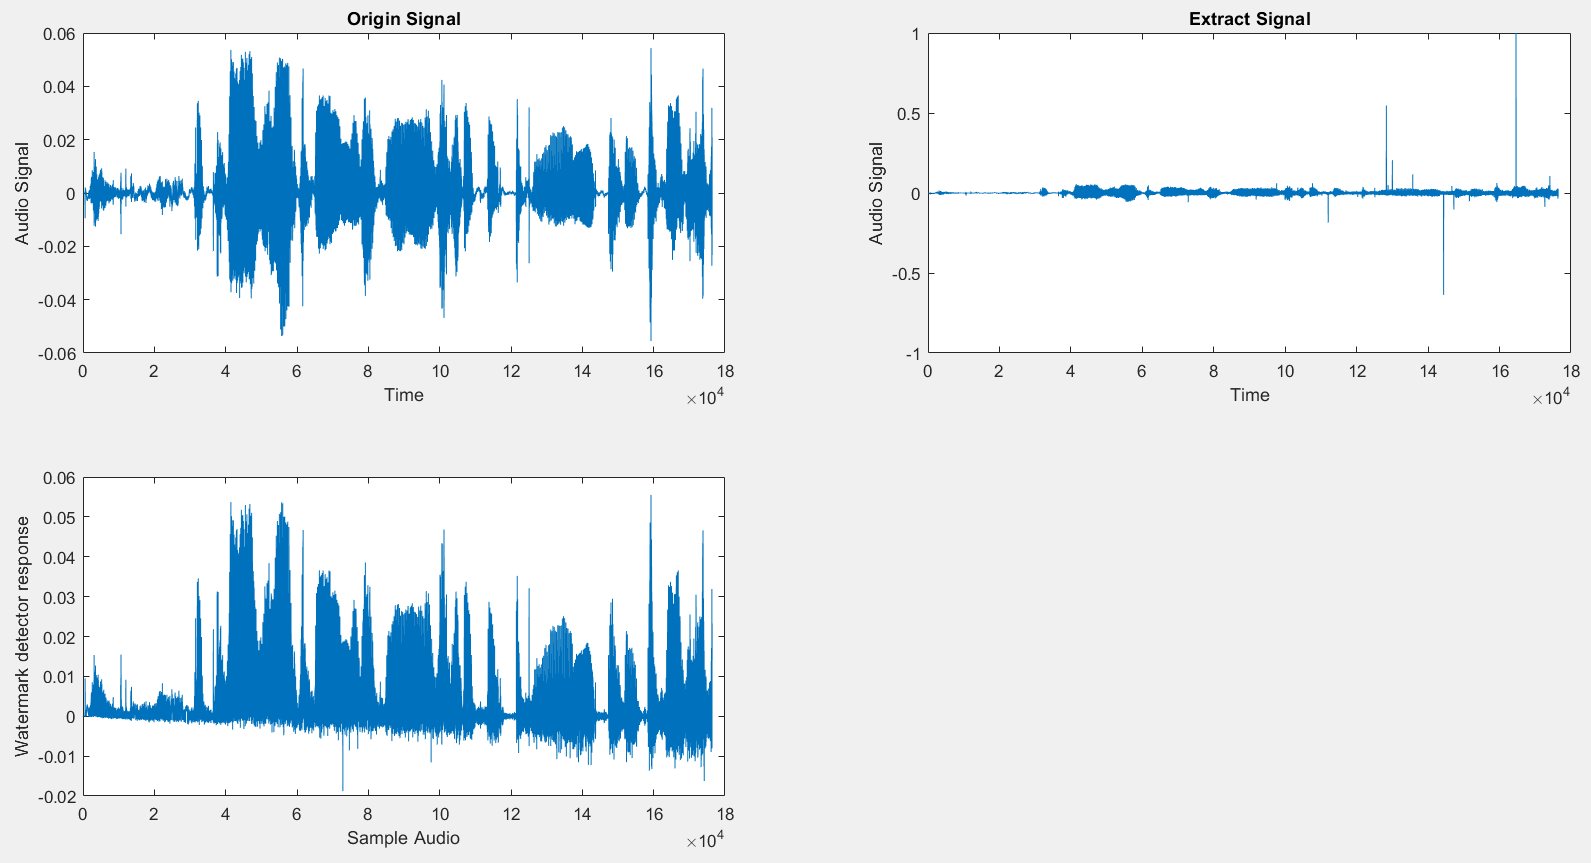 Origin Signal
0.06
0.04
0.02
0
-0.02
-0.04
-0.06
Audio Signal
0 2 4 6 8 10 12 14 16 18
Time
×10^4
Extract Signal
1
0.5
0
-0.5
-1
Audio Signal
0 2 4 6 8 10 12 14 16 18
Time
×10^4
0.06
0.05
0.04
0.03
0.02
0.01
0
-0.01
-0.02
Watermark detector response
0 2 4 6 8 10 12 14 16 18
Sample Audio
×10^4